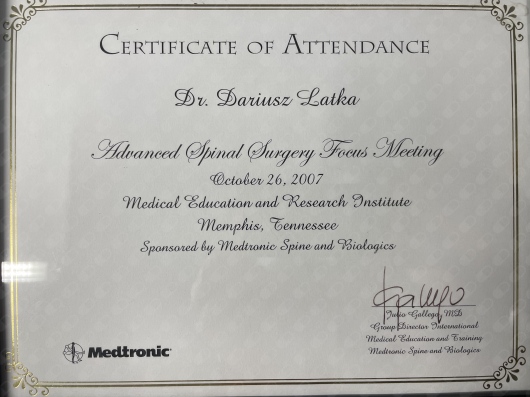 CERTIFICATE OF ATTENDANCE
Dr. Dariusz Latka
Advanced Spinal Surgery Focus Meeting
October 26, 2007
Medical Education and Research Institute
Memphis, Tennessee
Sponsored by Medtronic Spine and Biologics
Julio Gallego, MD
Group Director International
Medical Education and Training
Medtronic Spine and Biologics
Medtronic